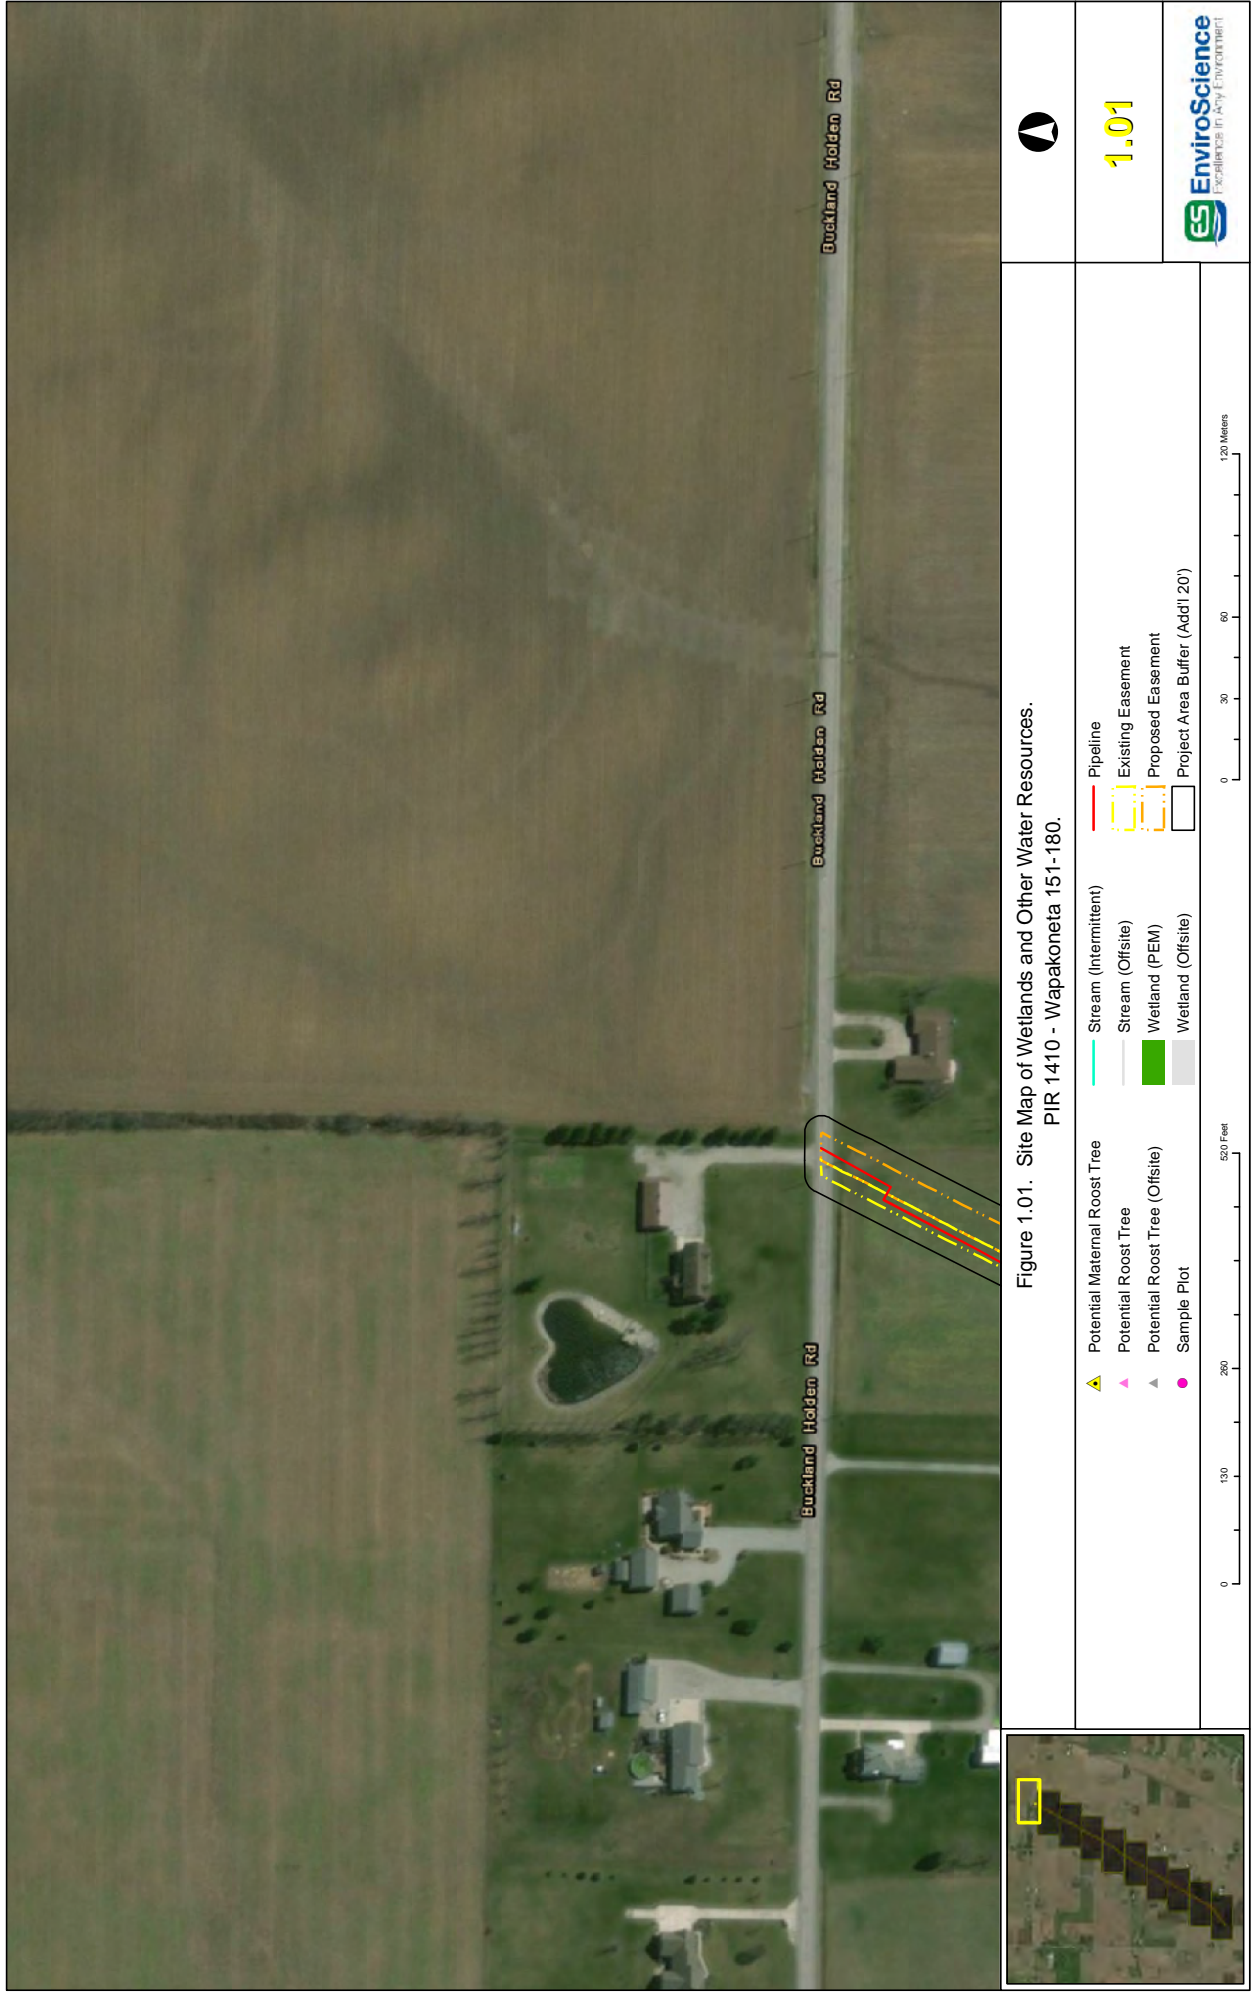 Buckland Holden Rd
Buckland Holden Rd
Buckland Holden Rd
Figure 1.01. Site Map of Wetlands and Other Water Resources.
PIR 1410 - Wapakoneta 151-180.
Potential Maternal Roost Tree
Potential Roost Tree
Potential Roost Tree (Offsite)
Sample Plot
Stream (Intermittent)
Stream (Offsite)
Wetland (PEM)
Wetland (Offsite)
Pipeline
Existing Easement
Proposed Easement
Project Area Buffer (Add'l 20')
0 130 260 520 Feet
0 30 60 120 Meters
1.01
ES EnviroScience
Excellence In Any Environment